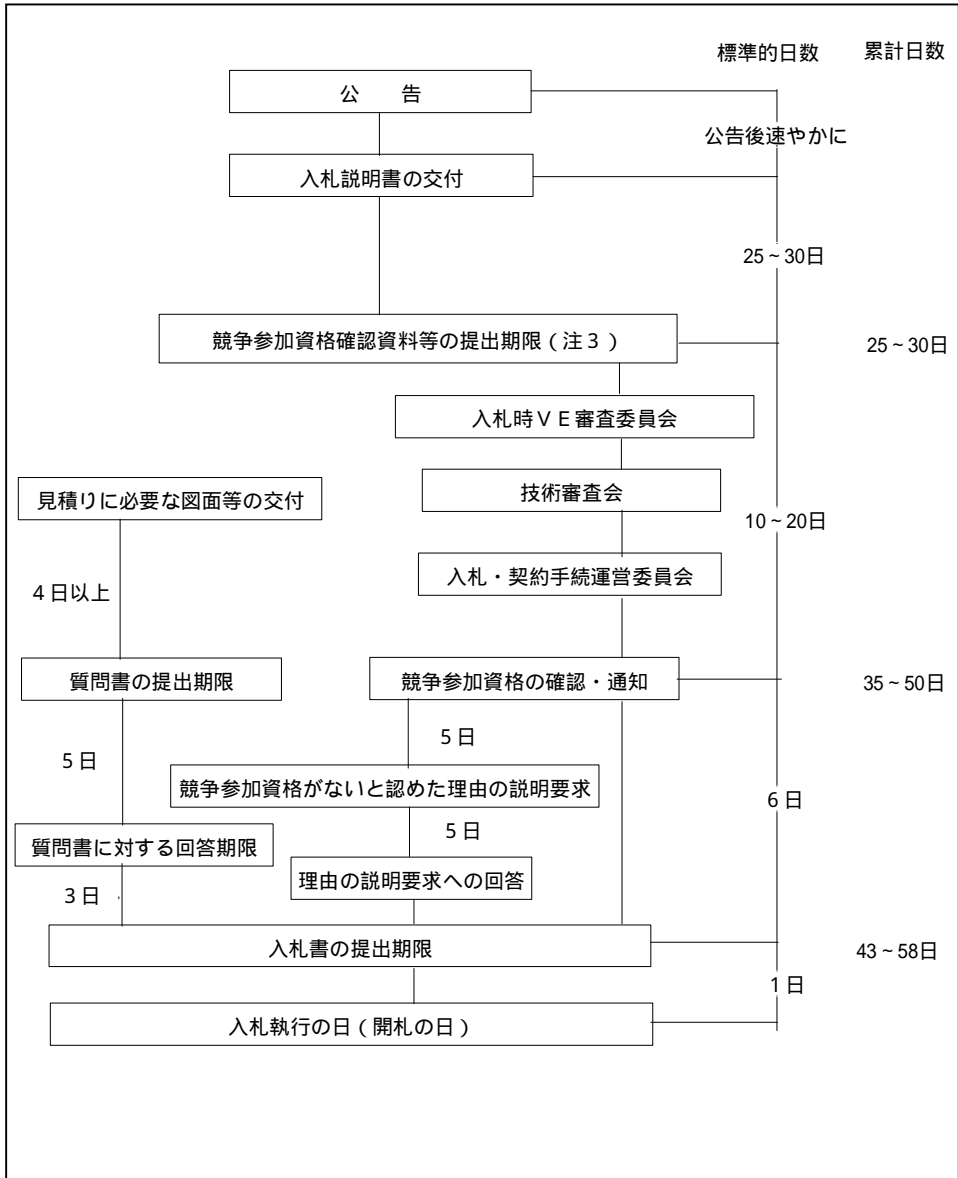 標準的日数　累計日数
公　　告
公告後速やかに
入札説明書の交付
25～30日
競争参加資格確認資料等の提出期限（注３）
25～30日
入札時ＶＥ審査委員会
見積りに必要な図面等の交付
技術審査会
10～20日
入札・契約手続運営委員会
４日以上
質問書の提出期限
競争参加資格の確認・通知
35～50日
５日
５日
競争参加資格がないと認めた理由の説明要求
６日
５日
質問書に対する回答期限
理由の説明要求への回答
３日
入札書の提出期限
43～58日
１日
入札執行の日（開札の日）